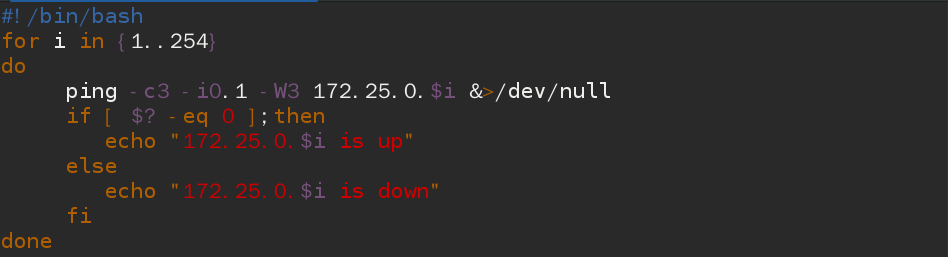 #!/bin/bash
for i in {1..254}
do
     ping -c3 -i0.1 -W3 172.25.0.$i &>/dev/null
     if [ $? -eq 0 ];then
        echo "172.25.0.$i is up"
     else
        echo "172.25.0.$i is down"
     fi
done